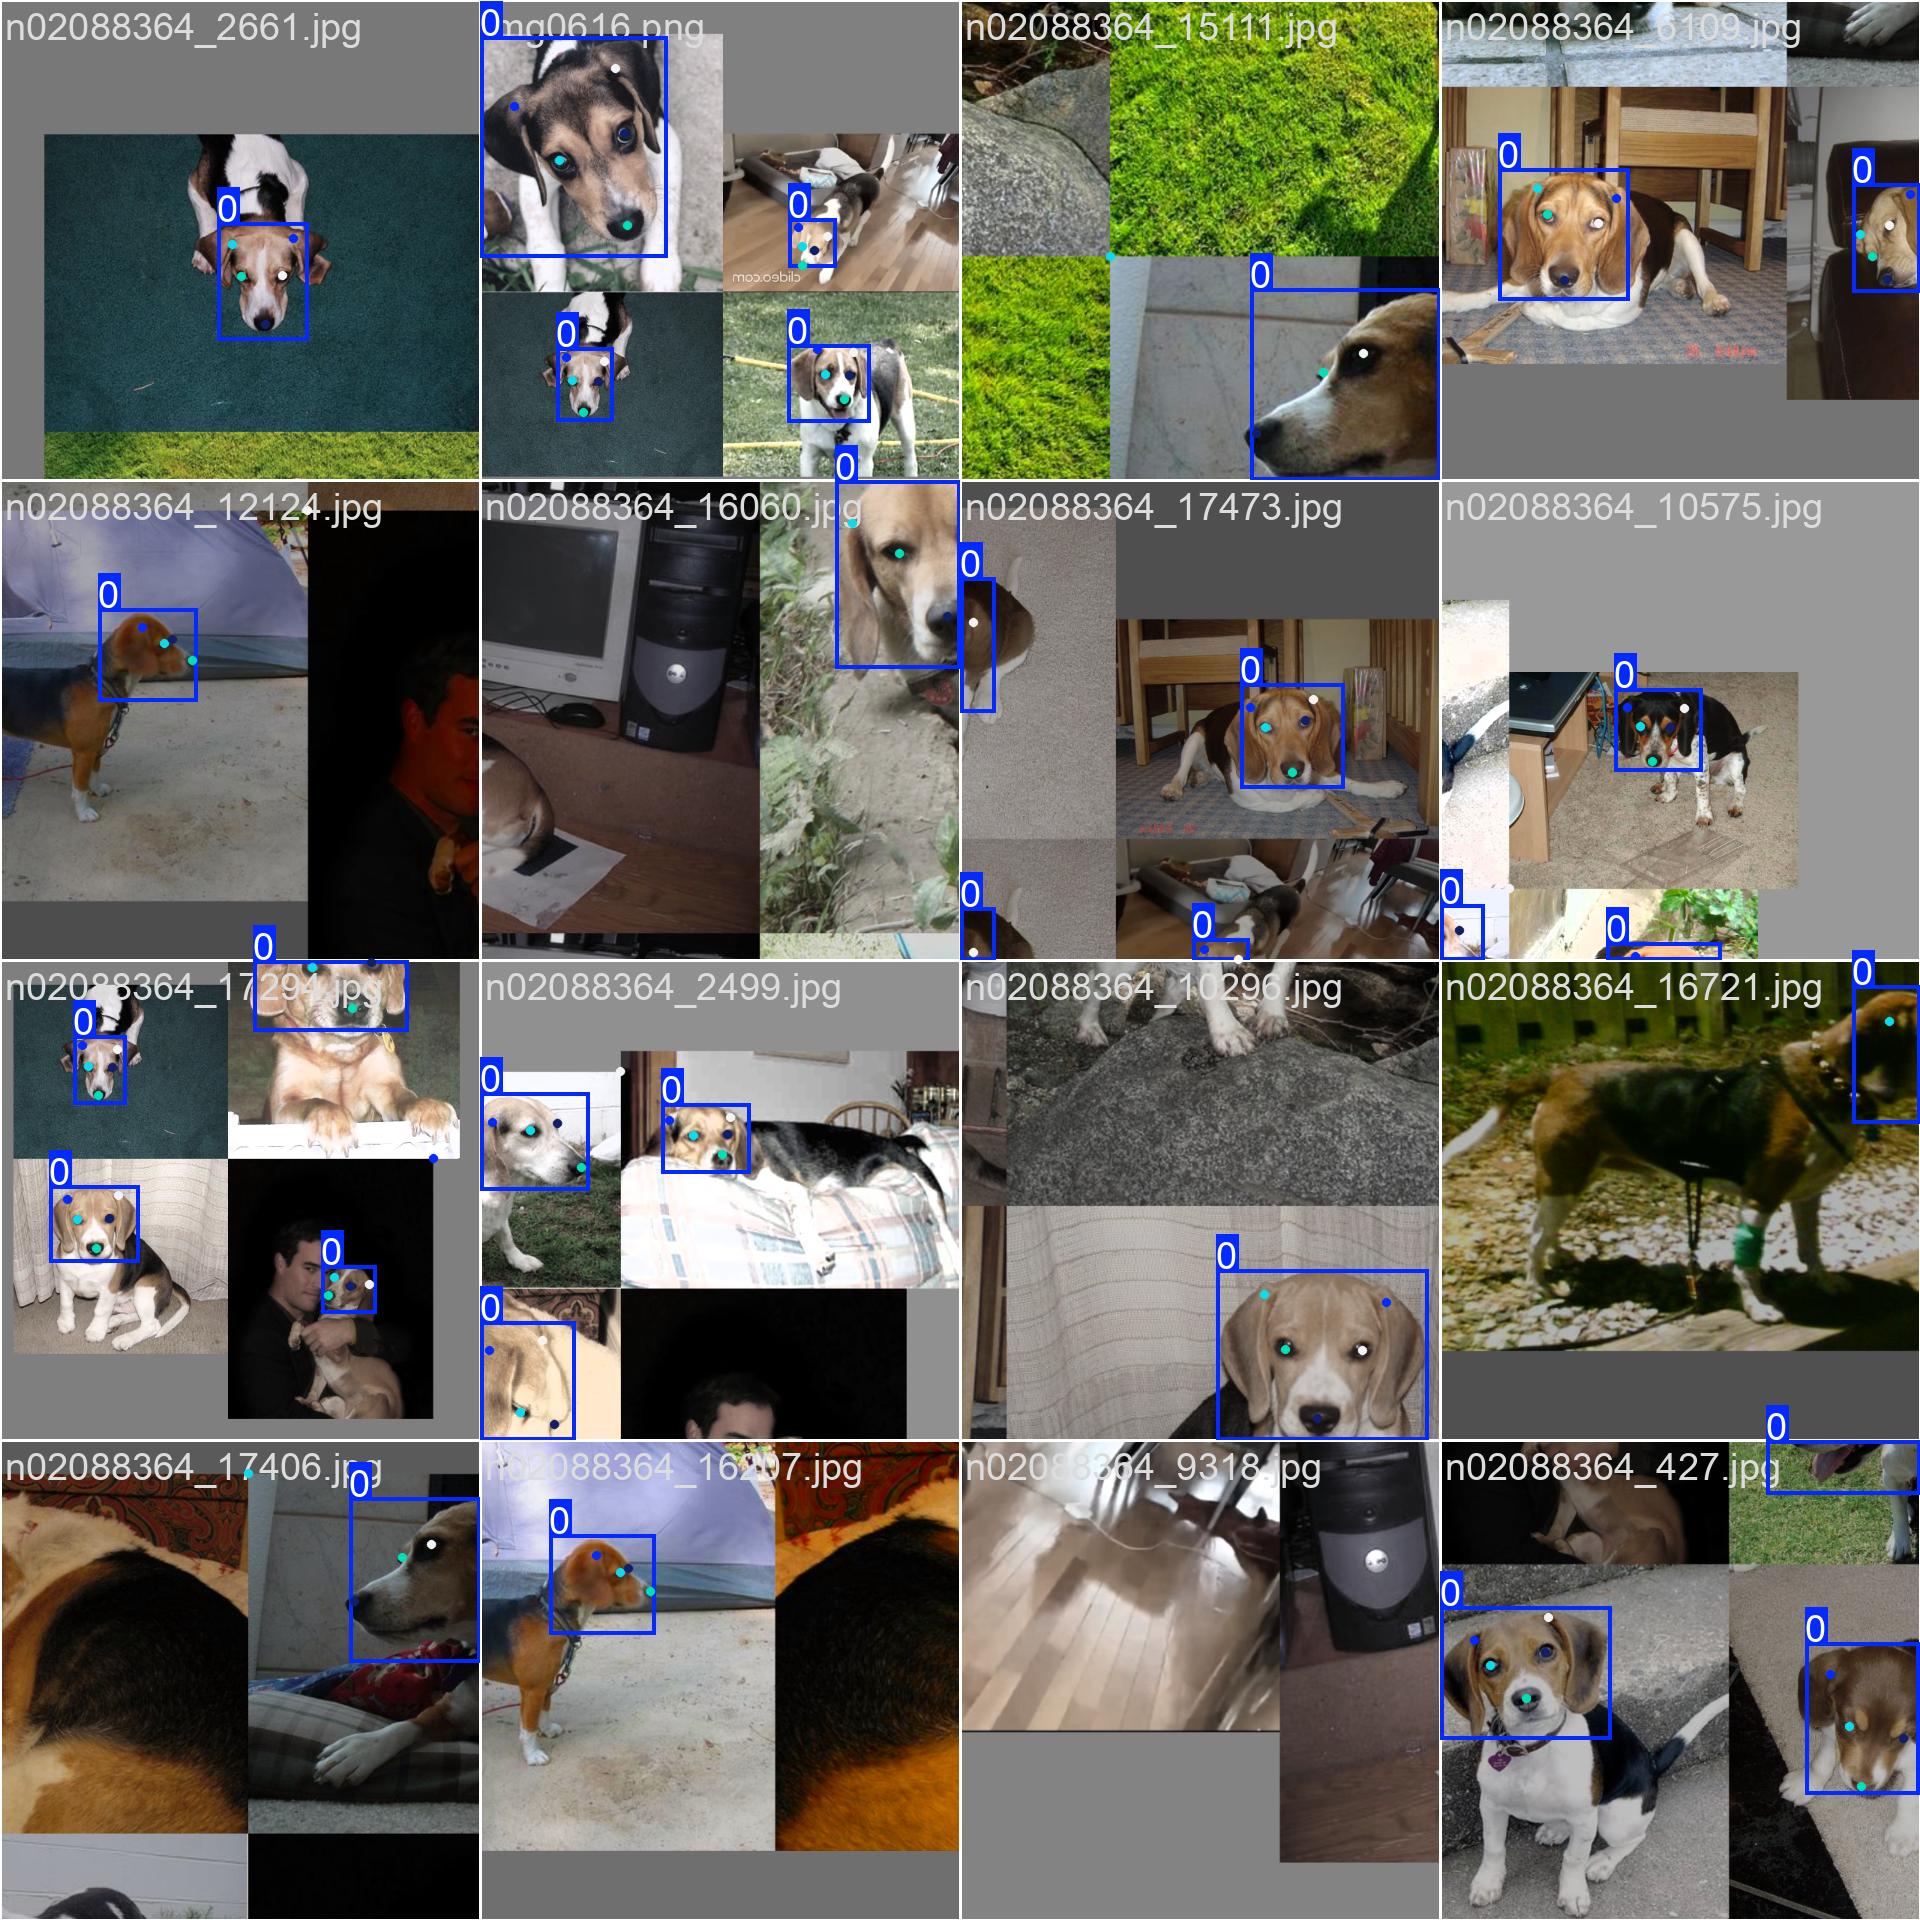 n02088364_2661.jpg
0
0
mg0616.png
0
clideo.com
0
0
n02088364_15111.jpg
0
n02088364_6109.jpg
0
0
n02088364_12124.jpg
0
n02088364_16060.jpg
0
n02088364_17473.jpg
0
0
0
0
n02088364_10575.jpg
0
0
0
n02088364_17294.jpg
0
0
0
0
n02088364_2499.jpg
0
0
0
n02088364_10296.jpg
0
n02088364_16721.jpg
0
n02088364_17406.jpg
0
n02088364_16207.jpg
0
n02088364_9318.jpg
n02088364_427.jpg
0
0
0